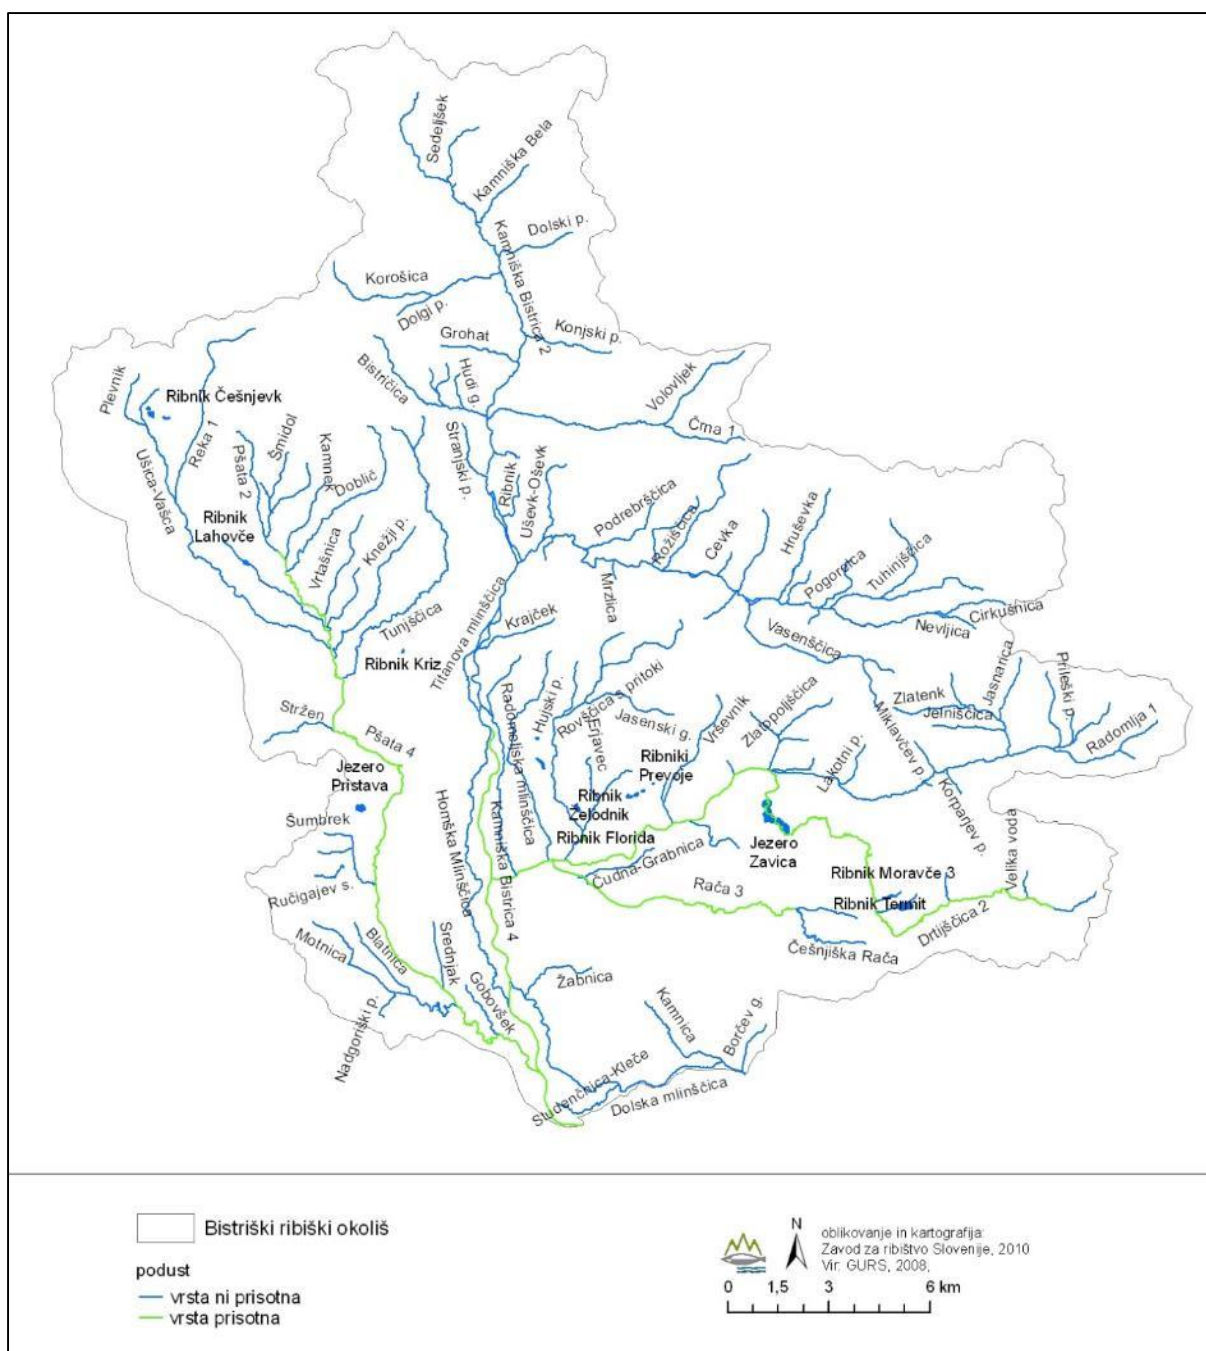 Sedeljšek
Kamniška Bela
Dolski p.
Kamniška Bistrica 2
Korošica
Dolgi p.
Grohat
Konjski p.
Bistričica
Hudi g.
Volovljek
Črna 1
Plevnik
Ribnik Češnjevk
Reka 1
Pšata 2
Šmidol
Kamnek
Doblič
Stranjski p.
Ribnik
Uševk-Oševk
Ušica-Vašca
Ribnik
Lahovče
Vrtašnica
Knežji p.
Tunjščica
Podrebrščica
Rožiščica
Cevka
Hruševka
Pogorelca
Tuhinjščica
Cirkušnica
Nevljica
Mrzlica
Vasenščica
Titanova mlinščica
Krajček
Ribnik Kriz
Stržen
Pšata 4
Radomeljska mlinščica
Hujski p.
Rovščica s pritoki
Jasenski g.
Erjavec
Vrševnik
Zlatopoljščica
Lakotni p.
Miklavčev p.
Zlatenk
Jelniščica
Jasnarica
Prileški p.
Radomlja 1
Korparjev p.
Jezero
Pristava
Šumbrek
Ručigajev s.
Homška Mlinščica
Kamniška Bistrica 4
Ribniki
Prevoje
Ribnik
Želodnik
Ribnik Florida
Čudna-Grabnica
Jezero
Zavica
Rača 3
Ribnik Moravče 3
Ribnik Termit
Velika voda
Drtijščica 2
Češnjiška Rača
Motnica
Blatnica
Srednjak
Gobovšek
Nadgoriški p.
Žabnica
Kamnica
Borčev g.
Studenčnica-Kleče
Dolska mlinščica
Bistriški ribiški okoliš
podust
vrsta ni prisotna
vrsta prisotna
N
oblikovanje in kartografija:
Zavod za ribištvo Slovenije, 2010
Vir: GURS, 2008,
0 1,5 3 6 km